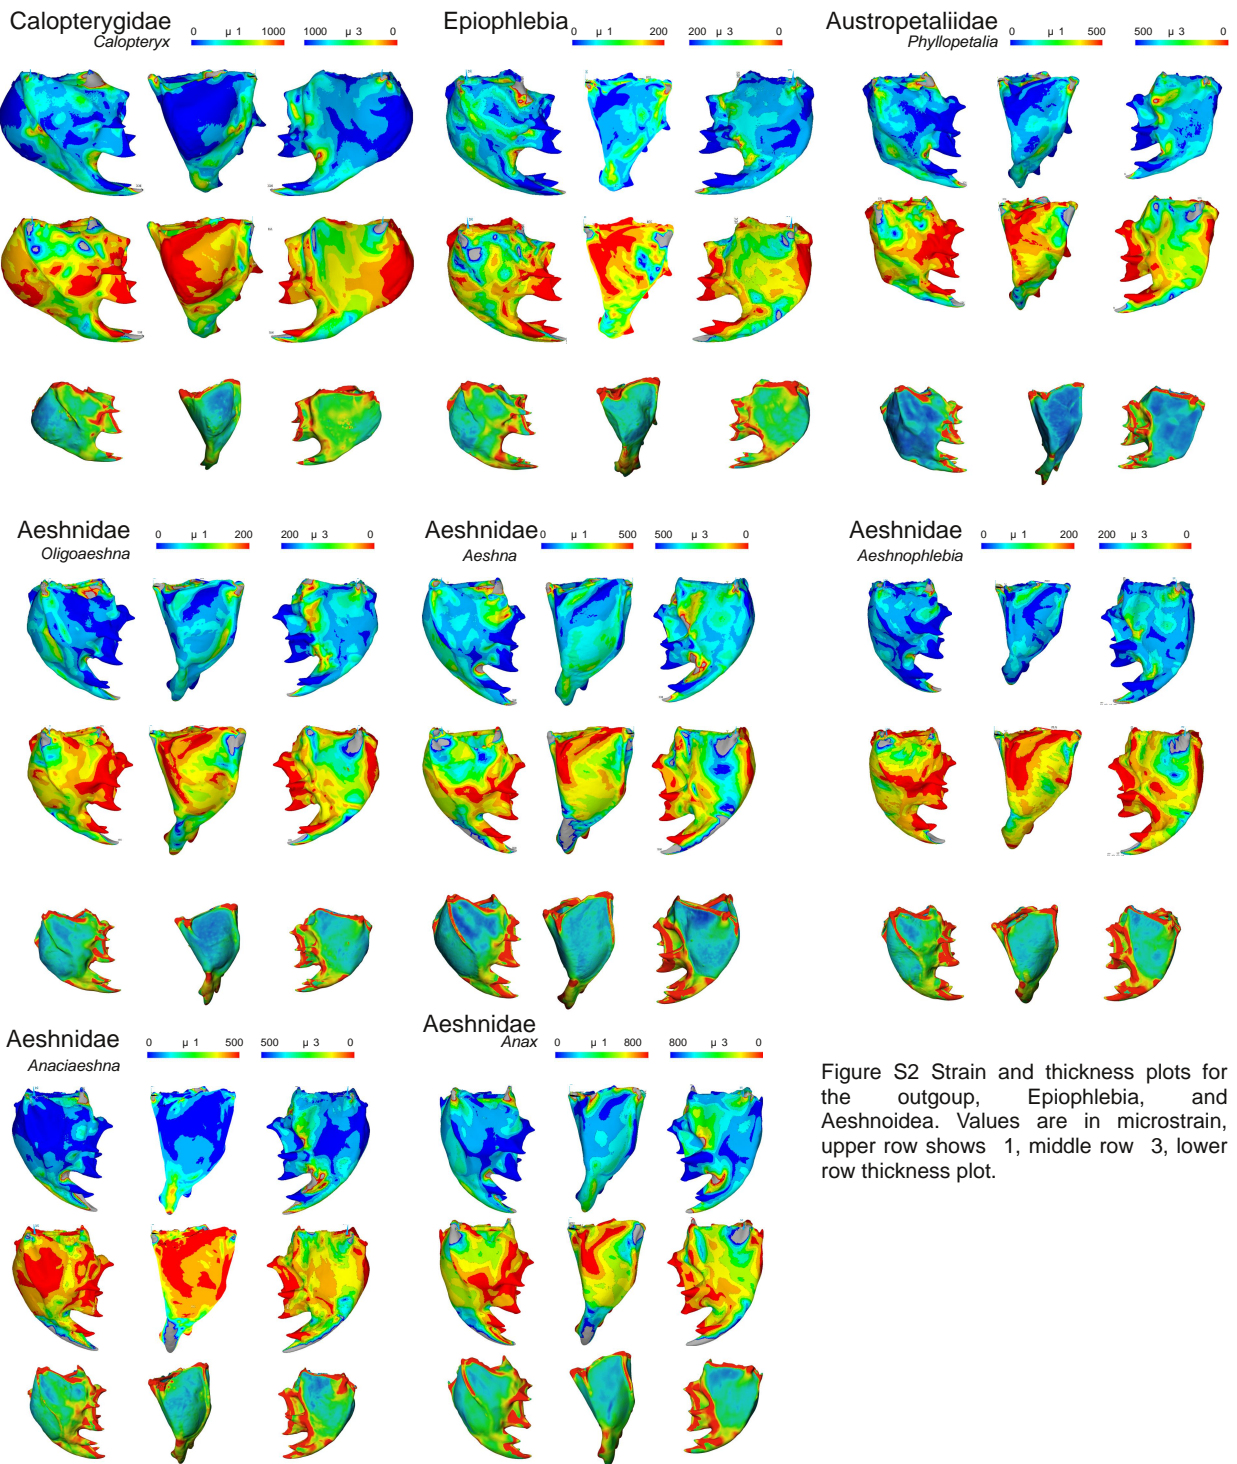 Calopterygidae
Calopteryx
0 μ 1 1000
1000 μ 3 0
Epiophlebia
0 μ 1 200
200 μ 3 0
Austropetaliidae
Phyllopetalia
0 μ 1 500
500 μ 3 0
Aeshnidae
Oligoaeshna
0 μ 1 200
200 μ 3 0
Aeshnidae
Aeshna
0 μ 1 500
500 μ 3 0
Aeshnidae
Aeshnophlebia
0 μ 1 200
200 μ 3 0
Aeshnidae
Anaciaeshna
0 μ 1 500
500 μ 3 0
Aeshnidae
Anax
0 μ 1 800
800 μ 3 0
Figure S2 Strain and thickness plots for
the outgoup, Epiophlebia, and
Aeshnoidea. Values are in microstrain,
upper row shows 1, middle row 3, lower
row thickness plot.